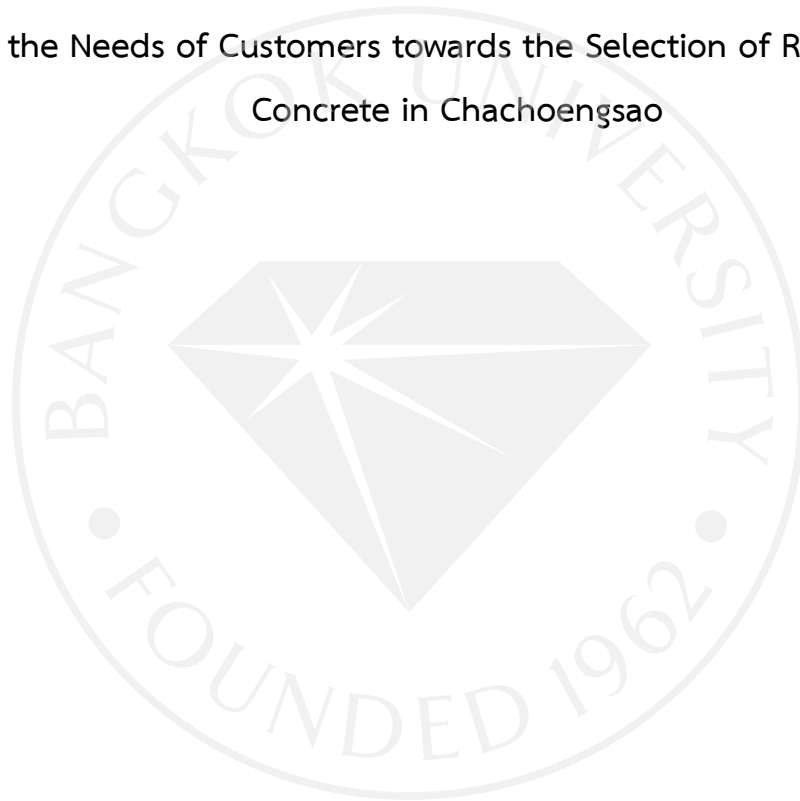 the Needs of Customers towards the Selection of R
Concrete in Chachoengsao
BANGKOK UNIVERSITY
FOUNDED 1962